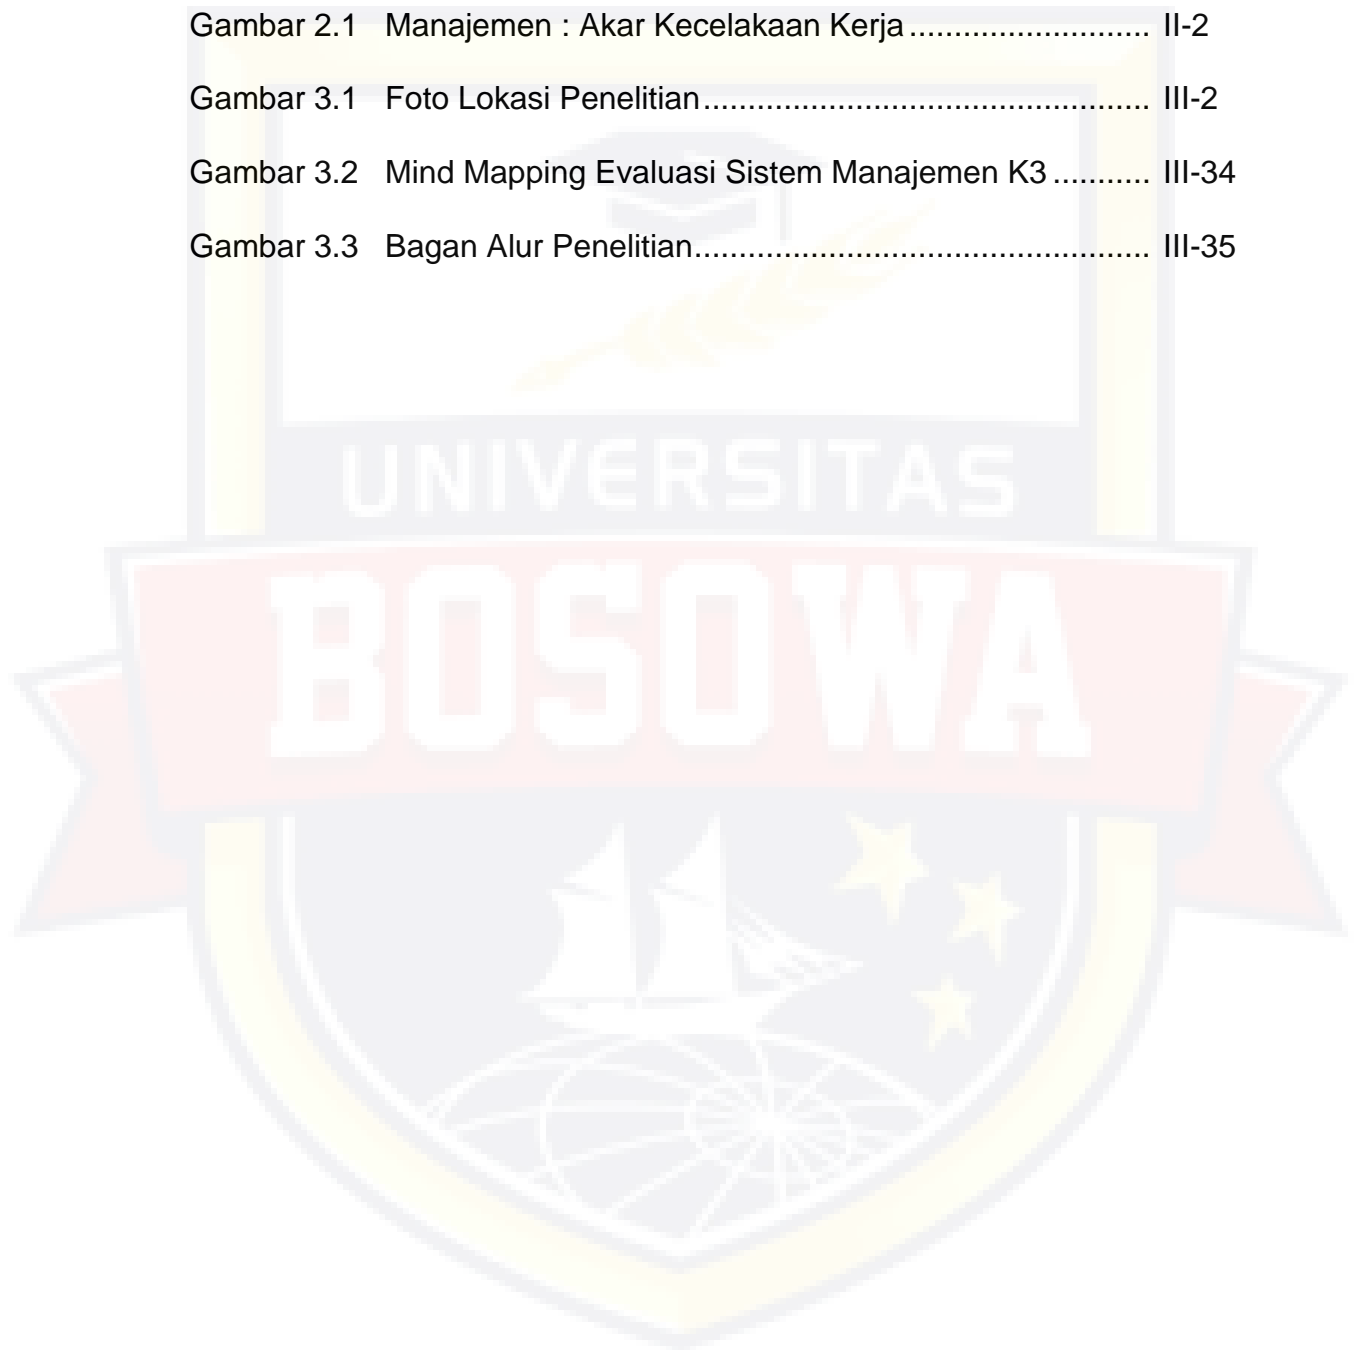 Gambar 2.1 Manajemen : Akar Kecelakaan Kerja ........................... II-2
Gambar 3.1 Foto Lokasi Penelitian .................................................. III-2
Gambar 3.2 Mind Mapping Evaluasi Sistem Manajemen K3 ........... III-34
Gambar 3.3 Bagan Alur Penelitian ................................................... III-35
UNIVERSITAS
BOSOWA